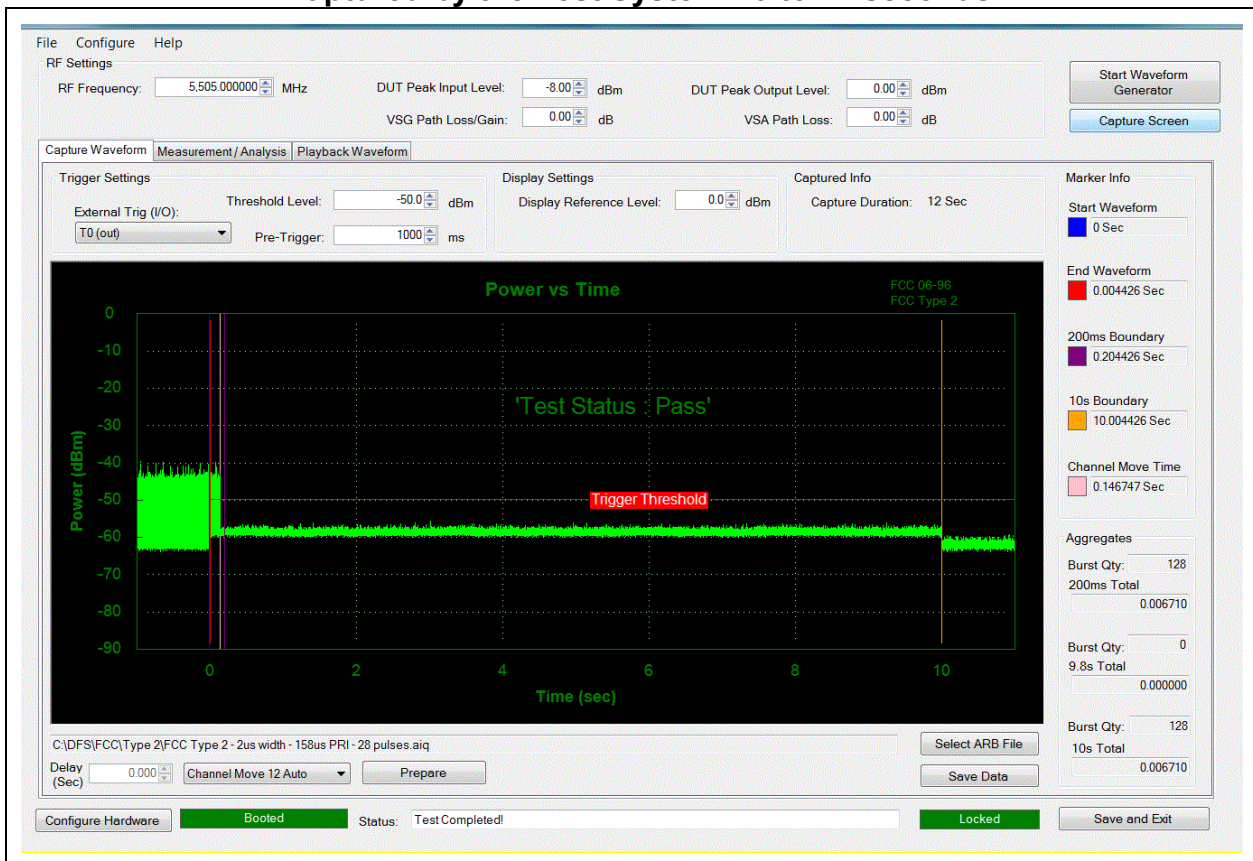 File Configure Help
RF Settings
RF Frequency: 5,505.000000 MHz DUT Peak Input Level: -8.00 dBm DUT Peak Output Level: 0.00 dBm
VSG Path Loss/Gain: 0.00 dB VSA Path Loss: 0.00 dB
Start Waveform
Generator
Capture Screen
Capture Waveform Measurement / Analysis Playback Waveform
Trigger Settings
External Trig (I/O):
T0 (out)
Threshold Level: -50.0 dBm
Pre-Trigger: 1000 ms
Display Settings
Display Reference Level: 0.0 dBm
Captured Info
Capture Duration: 12 Sec
Marker Info
Start Waveform
0 Sec
End Waveform
0.004426 Sec
200ms Boundary
0.204426 Sec
10s Boundary
10.004426 Sec
Channel Move Time
0.146747 Sec
Power vs Time
FCC 06-96
FCC Type 2
'Test Status : Pass'
Trigger Threshold
Power (dBm)
0
-10
-20
-30
-40
-50
-60
-70
-80
-90
0 2 4 6 8 10
Time (sec)
Aggregates
Burst Qty: 128
200ms Total
0.006710
Burst Qty: 0
9.8s Total
0.000000
Burst Qty: 128
10s Total
0.006710
C:\DFS\FCC\Type 2\FCC Type 2 - 2us width - 158us PRI - 28 pulses.aiq
Select ARB File
Delay
(Sec) 0.000 Channel Move 12 Auto Prepare
Save Data
Configure Hardware Booted Status: Test Completed! Locked Save and Exit